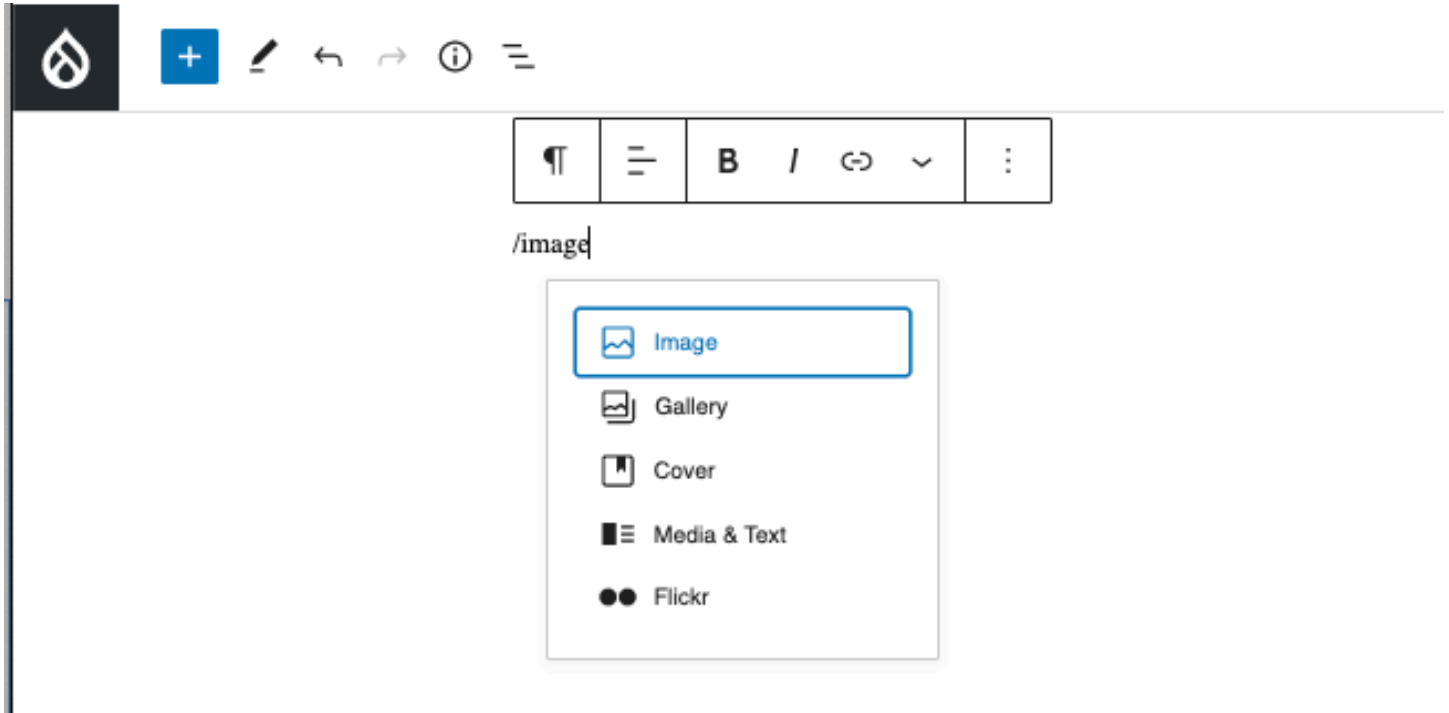 B I
/image
Image
Gallery
Cover
Media & Text
Flickr